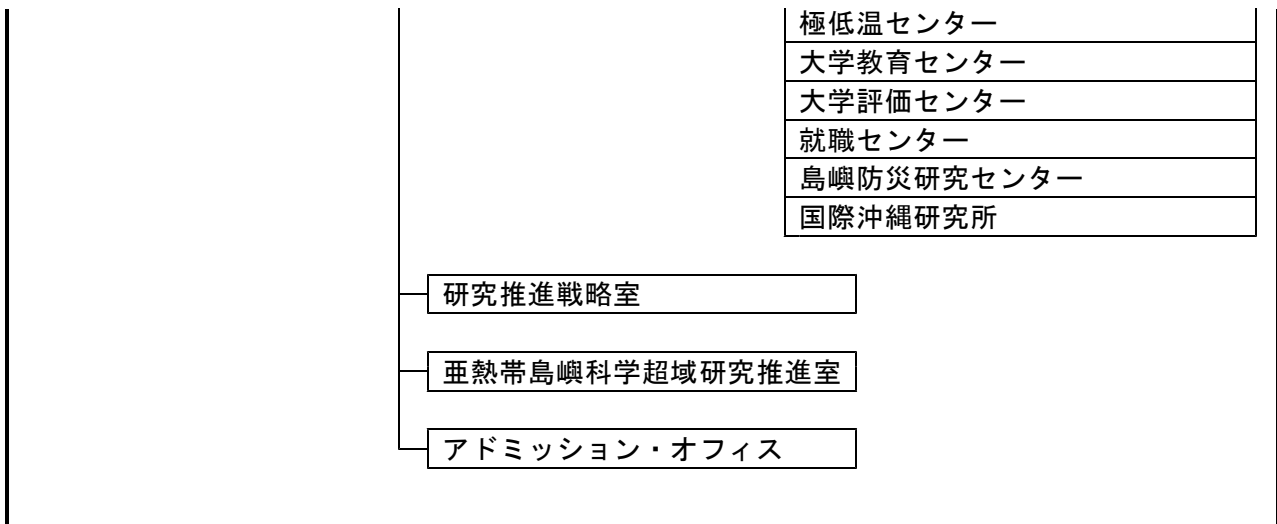 極低温センター
大学教育センター
大学評価センター
就職センター
島嶼防災研究センター
国際沖縄研究所
研究推進戦略室
亜熱帯島嶼科学超域研究推進室
アドミッション・オフィス